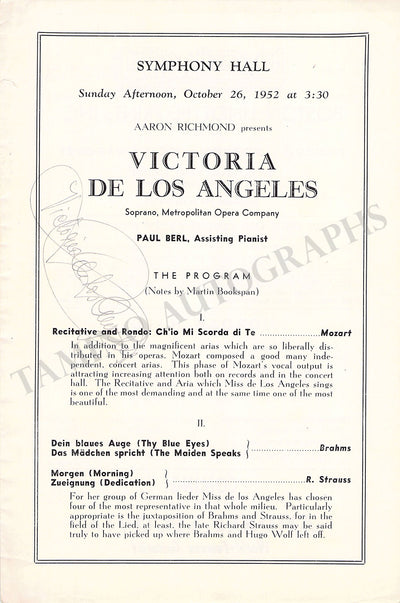 SYMPHONY HALL
Sunday Afternoon, October 26, 1952 at 3:30
AARON RICHMOND presents
VICTORIA
DE LOS ANGELES
Soprano, Metropolitan Opera Company
PAUL BERL, Assisting Pianist
Victoria de los Angeles
TAMINO AUTOGRAPHS
THE PROGRAM
(Notes by Martin Bookspan)
I.
Recitative and Rondo: Ch'io Mi Scorda di Te ....................Mozart
In addition to the magnificent arias which are so liberally dis-
tributed in his operas, Mozart composed a good many inde-
pendent, concert arias. This phase of Mozart's vocal output is
attracting increasing attention both on records and in the concert
hall. The Recitative and Aria which Miss de los Angeles sings
is one of the most demanding and at the same time one of the most
beautiful.
II.
Dein blaues Auge (Thy Blue Eyes)
Das Mädchen spricht (The Maiden Speaks } ....................Brahms
Morgen (Morning)
Zueignung (Dedication) } ....................R. Strauss
For her group of German lieder Miss de los Angeles has chosen
four of the most representative in that whole milieu. Particularly
appropriate is the juxtaposition of Brahms and Strauss, for in the
field of the Lied, at least, the late Richard Strauss may be said
truly to have picked up where Brahms and Hugo Wolf left off.